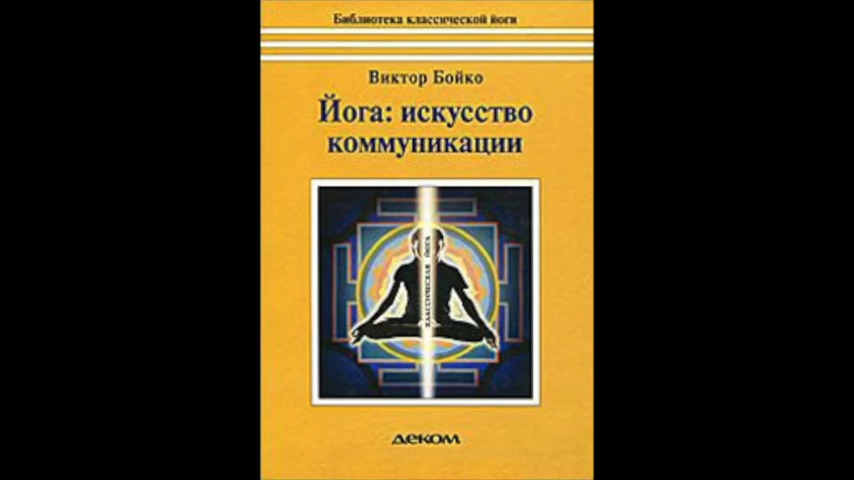 Библиотека классической йоги
Виктор Бойко
Йога: искусство
коммуникации
КЛАССИЧЕСКАЯ ЙОГА
ДЕКОМ